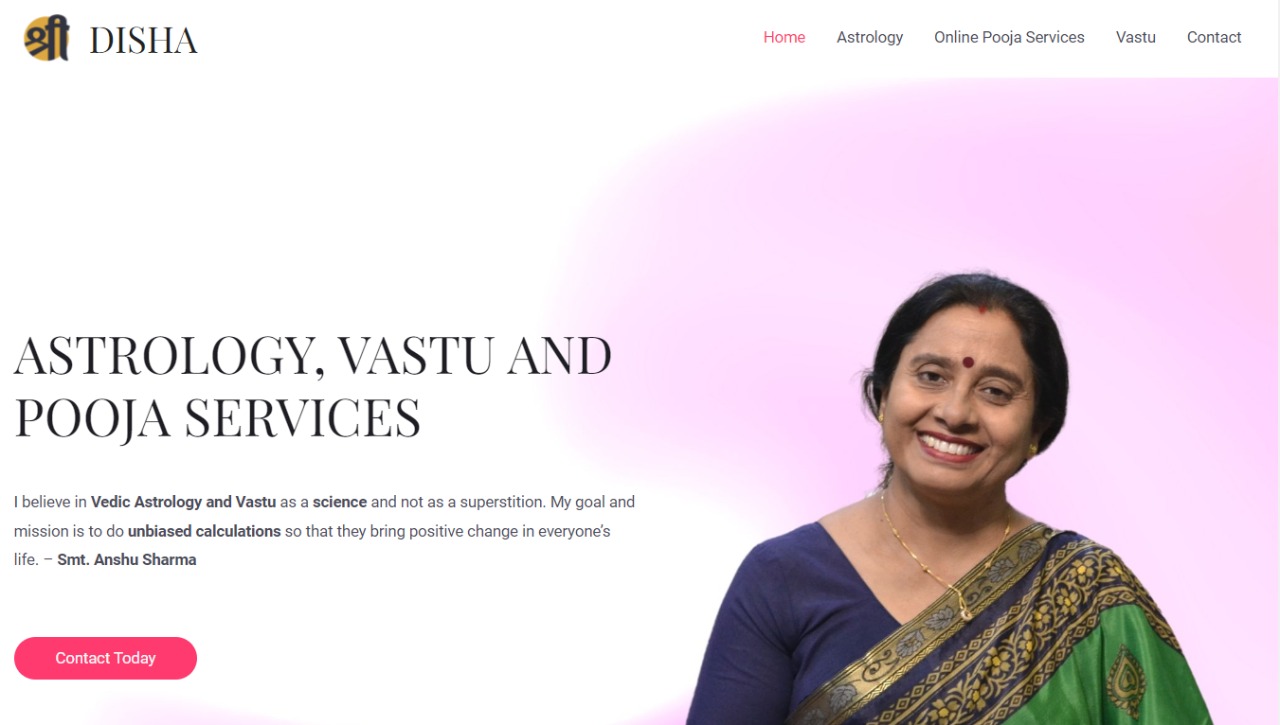 श्री DISHA
Home Astrology Online Pooja Services Vastu Contact
ASTROLOGY, VASTU AND
POOJA SERVICES
I believe in Vedic Astrology and Vastu as a science and not as a superstition. My goal and
mission is to do unbiased calculations so that they bring positive change in everyone’s
life. – Smt. Anshu Sharma
Contact Today